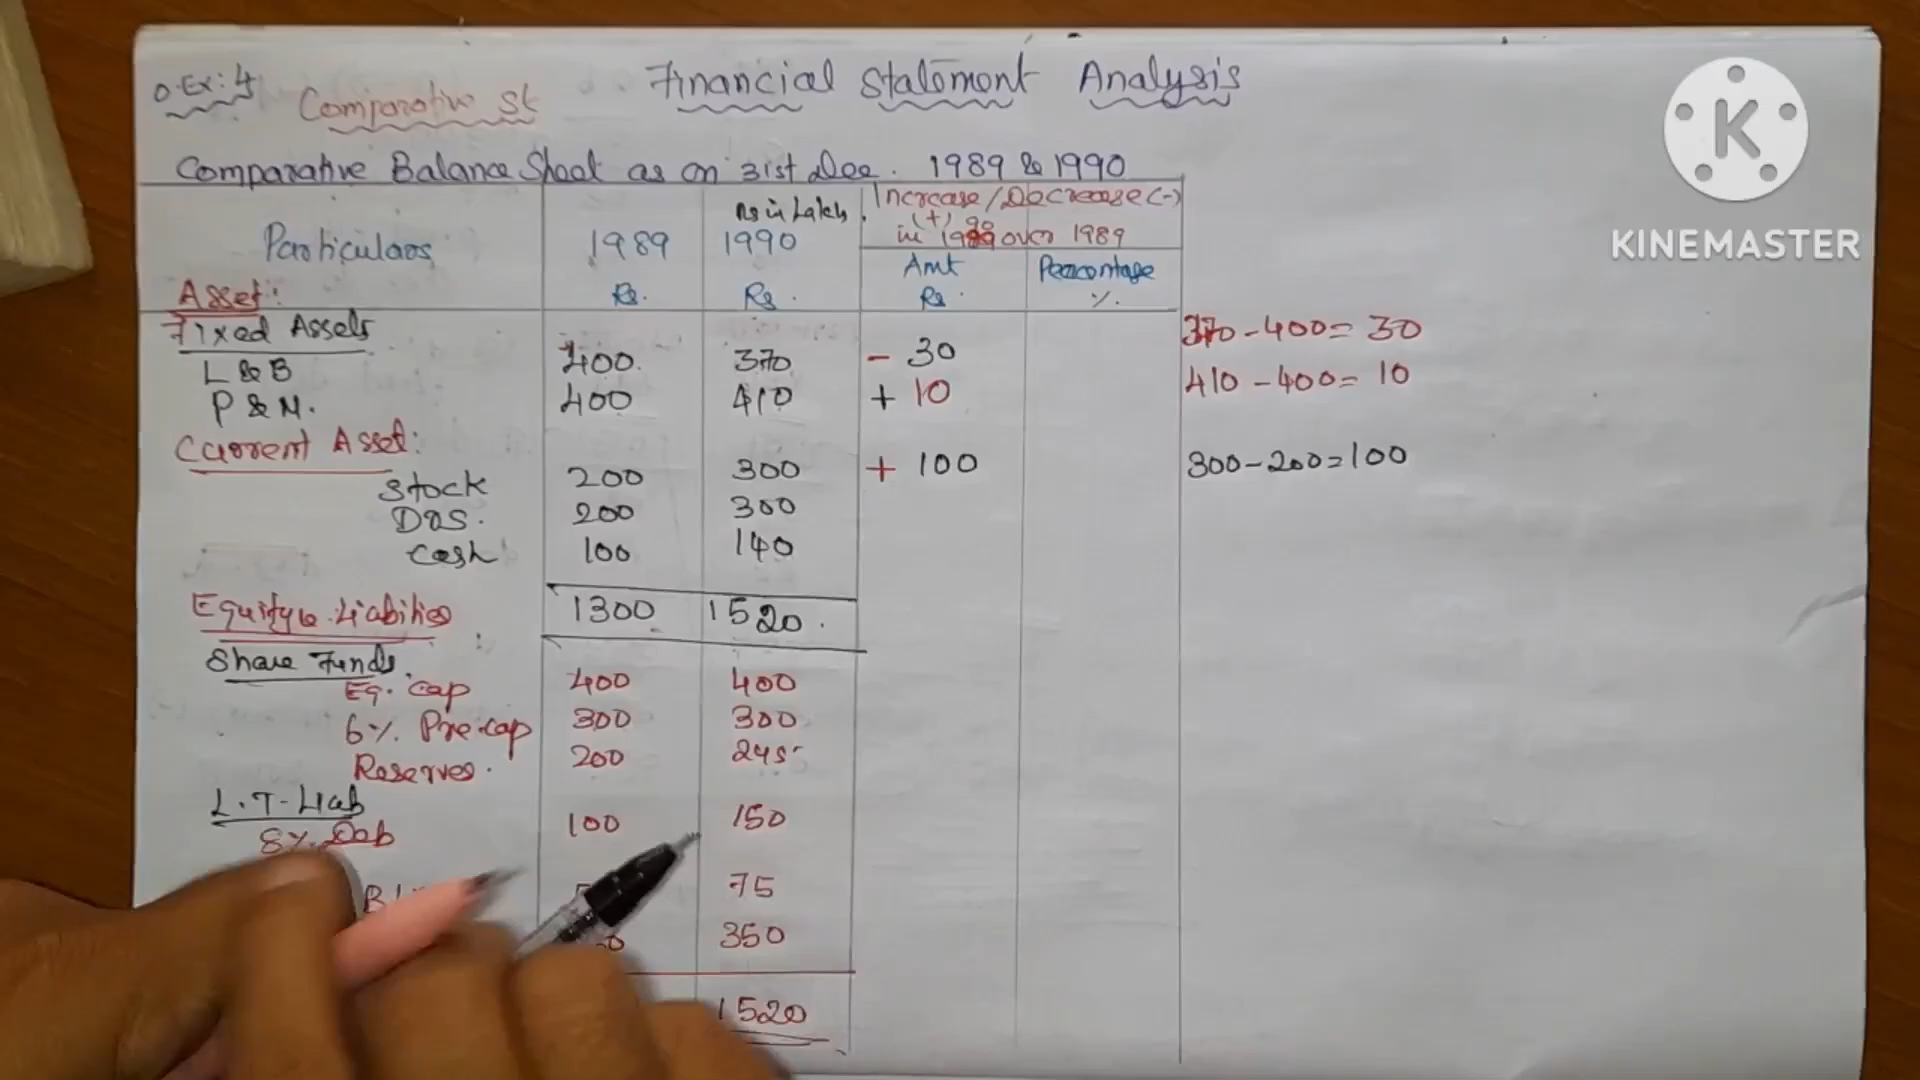 O.Ex:4
Comparative St
Financial Statement Analysis
K
KINEMASTER
Comparative Balance Sheet as on 31st Dec. 1989 & 1990
Particulars 1989 Rs. Rs in Lakhs 1990 Rs. Increase/Decrease(-)
(+) in 1990 over 1989
Amt Rs. Percentage %.
Asset:
Fixed Assets
L & B 400. 370 - 30 370-400= 30
P & M. 400 410 + 10 410-400= 10
Current Asset:
Stock 200 300 + 100 300-200=100
Drs. 200 300
Cash 100 140
1300 1520.
Equity & Liabilities
Share Funds.
Eq. Cap 400 400
6% Pre.cap 300 300
Reserves. 200 245
L.T-Liab
8% Deb 100 150
75
350
1520